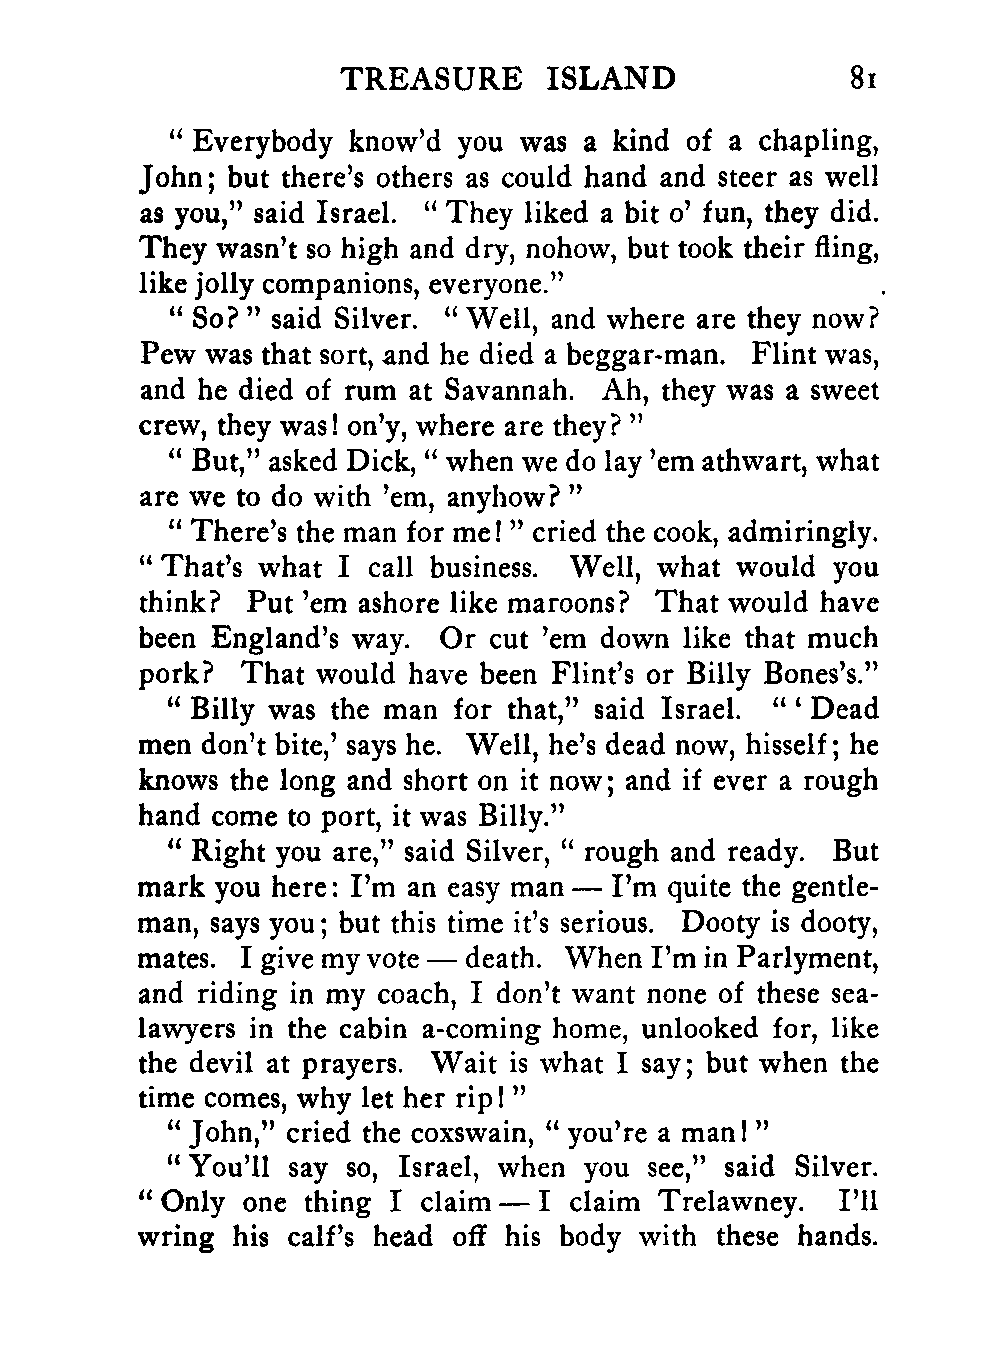 TREASURE ISLAND 81
“ Everybody know’d you was a kind of a chapling,
John; but there’s others as could hand and steer as well
as you,” said Israel. “ They liked a bit o’ fun, they did.
They wasn’t so high and dry, nohow, but took their fling,
like jolly companions, everyone.”
“ So? ” said Silver. “ Well, and where are they now?
Pew was that sort, and he died a beggar-man. Flint was,
and he died of rum at Savannah. Ah, they was a sweet
crew, they was! on’y, where are they? ”
“ But,” asked Dick, “ when we do lay ’em athwart, what
are we to do with ’em, anyhow? ”
“ There’s the man for me! ” cried the cook, admiringly.
“ That’s what I call business. Well, what would you
think? Put ’em ashore like maroons? That would have
been England’s way. Or cut ’em down like that much
pork? That would have been Flint’s or Billy Bones’s.”
“ Billy was the man for that,” said Israel. “ ‘ Dead
men don’t bite,’ says he. Well, he’s dead now, hisself; he
knows the long and short on it now; and if ever a rough
hand come to port, it was Billy.”
“ Right you are,” said Silver, “ rough and ready. But
mark you here: I’m an easy man — I’m quite the gentle-
man, says you; but this time it’s serious. Dooty is dooty,
mates. I give my vote — death. When I’m in Parlyment,
and riding in my coach, I don’t want none of these sea-
lawyers in the cabin a-coming home, unlooked for, like
the devil at prayers. Wait is what I say; but when the
time comes, why let her rip! ”
“ John,” cried the coxswain, “ you’re a man! ”
“ You’ll say so, Israel, when you see,” said Silver.
“ Only one thing I claim — I claim Trelawney. I’ll
wring his calf’s head off his body with these hands.